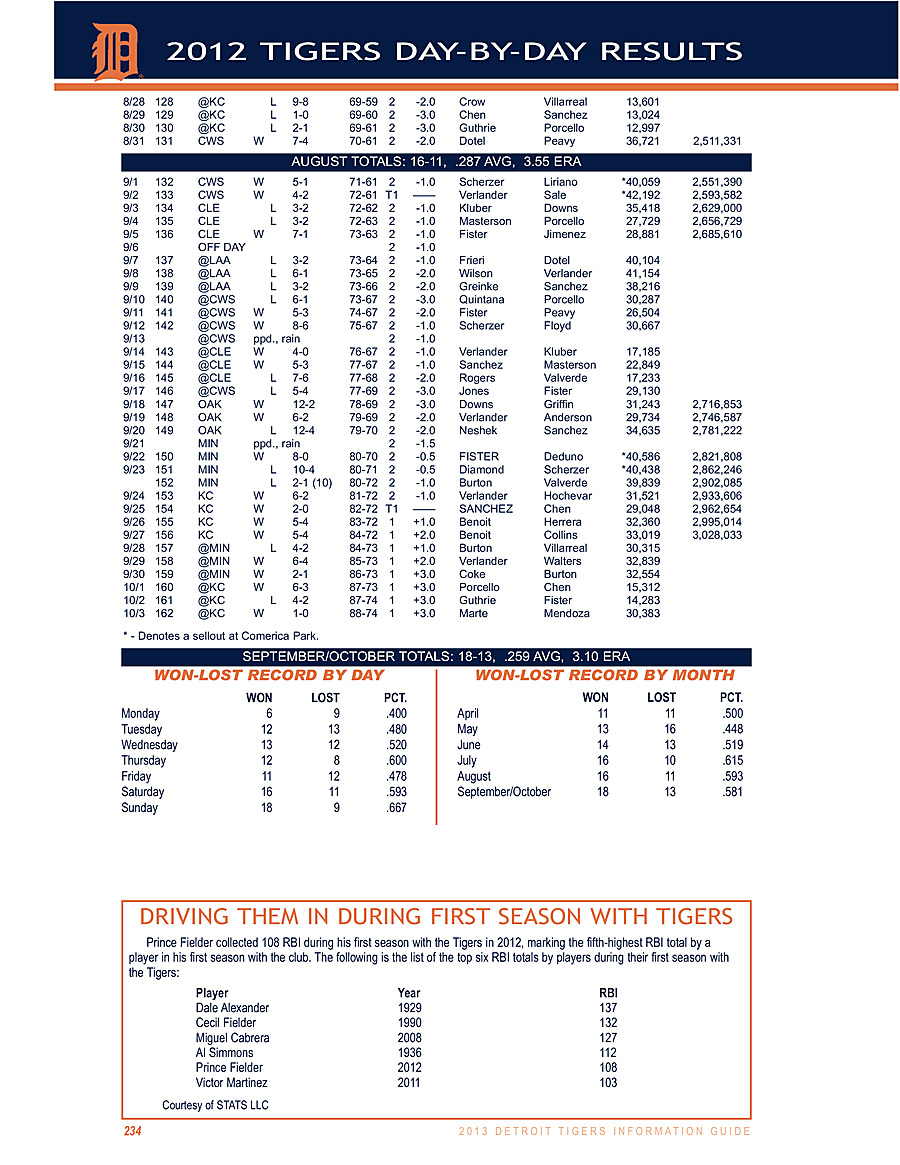 2012 TIGERS DAY-BY-DAY RESULTS
8/28 128 @KC L 9-8 69-59 2 -2.0 Crow Villarreal 13,601
8/29 129 @KC L 1-0 69-60 2 -3.0 Chen Sanchez 13,024
8/30 130 @KC L 2-1 69-61 2 -3.0 Guthrie Porcello 12,997
8/31 131 CWS W 7-4 70-61 2 -2.0 Dotel Peavy 36,721 2,511,331
AUGUST TOTALS: 16-11, .287 AVG, 3.55 ERA
9/1 132 CWS W 5-1 71-61 2 -1.0 Scherzer Liriano *40,059 2,551,390
9/2 133 CWS W 4-2 72-61 T1 —— Verlander Sale *42,192 2,593,582
9/3 134 CLE L 3-2 72-62 2 -1.0 Kluber Downs 35,418 2,629,000
9/4 135 CLE L 3-2 72-63 2 -1.0 Masterson Porcello 27,729 2,656,729
9/5 136 CLE W 7-1 73-63 2 -1.0 Fister Jimenez 28,881 2,685,610
9/6 OFF DAY 2 -1.0
9/7 137 @LAA L 3-2 73-64 2 -1.0 Frieri Dotel 40,104
9/8 138 @LAA L 6-1 73-65 2 -2.0 Wilson Verlander 41,154
9/9 139 @LAA L 3-2 73-66 2 -2.0 Greinke Sanchez 38,216
9/10 140 @CWS L 6-1 73-67 2 -3.0 Quintana Porcello 30,287
9/11 141 @CWS W 5-3 74-67 2 -2.0 Fister Peavy 26,504
9/12 142 @CWS W 8-6 75-67 2 -1.0 Scherzer Floyd 30,667
9/13 @CWS ppd., rain 2 -1.0
9/14 143 @CLE W 4-0 76-67 2 -1.0 Verlander Kluber 17,185
9/15 144 @CLE W 5-3 77-67 2 -1.0 Sanchez Masterson 22,849
9/16 145 @CLE L 7-6 77-68 2 -2.0 Rogers Valverde 17,233
9/17 146 @CWS L 5-4 77-69 2 -3.0 Jones Fister 29,130
9/18 147 OAK W 12-2 78-69 2 -3.0 Downs Griffin 31,243 2,716,853
9/19 148 OAK W 6-2 79-69 2 -2.0 Verlander Anderson 29,734 2,746,587
9/20 149 OAK L 12-4 79-70 2 -2.0 Neshek Sanchez 34,635 2,781,222
9/21 MIN ppd., rain 2 -1.5
9/22 150 MIN W 8-0 80-70 2 -0.5 FISTER Deduno *40,586 2,821,808
9/23 151 MIN L 10-4 80-71 2 -0.5 Diamond Scherzer *40,438 2,862,246
152 MIN L 2-1 (10) 80-72 2 -1.0 Burton Valverde 39,839 2,902,085
9/24 153 KC W 6-2 81-72 2 -1.0 Verlander Hochevar 31,521 2,933,606
9/25 154 KC W 2-0 82-72 T1 —— SANCHEZ Chen 29,048 2,962,654
9/26 155 KC W 5-4 83-72 1 +1.0 Benoit Herrera 32,360 2,995,014
9/27 156 KC W 5-4 84-72 1 +2.0 Benoit Collins 33,019 3,028,033
9/28 157 @MIN L 4-2 84-73 1 +1.0 Burton Villarreal 30,315
9/29 158 @MIN W 6-4 85-73 1 +2.0 Verlander Walters 32,839
9/30 159 @MIN W 2-1 86-73 1 +3.0 Coke Burton 32,554
10/1 160 @KC W 6-3 87-73 1 +3.0 Porcello Chen 15,312
10/2 161 @KC L 4-2 87-74 1 +3.0 Guthrie Fister 14,283
10/3 162 @KC W 1-0 88-74 1 +3.0 Marte Mendoza 30,383
* - Denotes a sellout at Comerica Park.
SEPTEMBER/OCTOBER TOTALS: 18-13, .259 AVG, 3.10 ERA
WON-LOST RECORD BY DAY
WON LOST PCT.
Monday 6 9 .400
Tuesday 12 13 .480
Wednesday 13 12 .520
Thursday 12 8 .600
Friday 11 12 .478
Saturday 16 11 .593
Sunday 18 9 .667
WON-LOST RECORD BY MONTH
WON LOST PCT.
April 11 11 .500
May 13 16 .448
June 14 13 .519
July 16 10 .615
August 16 11 .593
September/October 18 13 .581
DRIVING THEM IN DURING FIRST SEASON WITH TIGERS
Prince Fielder collected 108 RBI during his first season with the Tigers in 2012, marking the fifth-highest RBI total by a
player in his first season with the club. The following is the list of the top six RBI totals by players during their first season with
the Tigers:
Player Year RBI
Dale Alexander 1929 137
Cecil Fielder 1990 132
Miguel Cabrera 2008 127
Al Simmons 1936 112
Prince Fielder 2012 108
Victor Martinez 2011 103
Courtesy of STATS LLC
234
2013 DETROIT TIGERS INFORMATION GUIDE